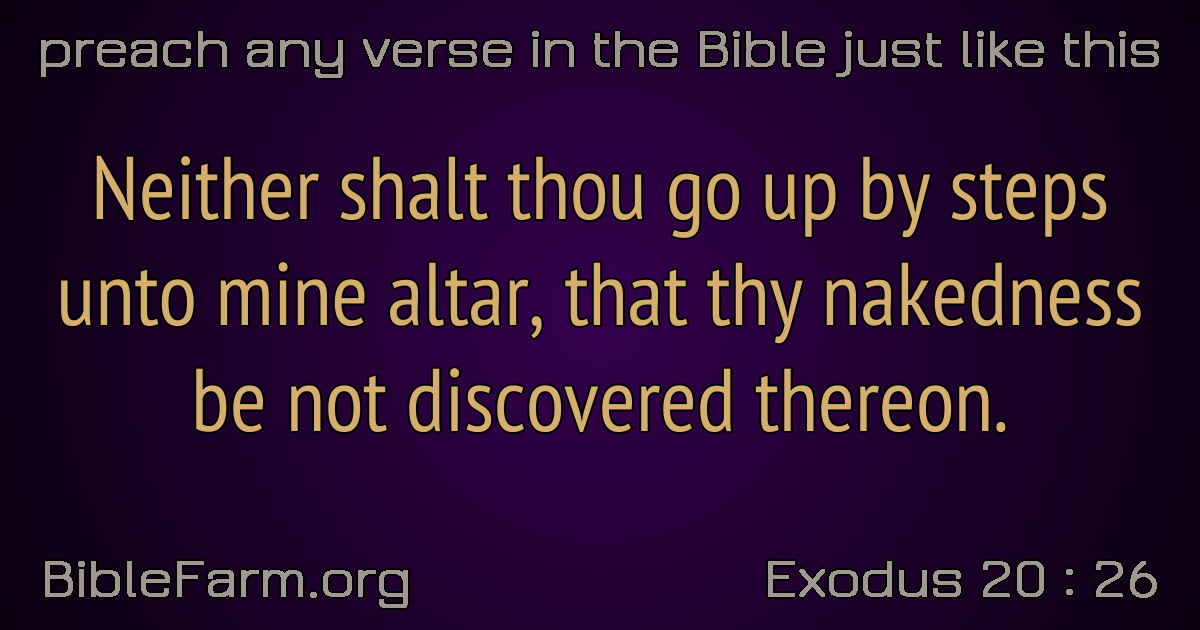 preach any verse in the Bible just like this
Neither shalt thou go up by steps
unto mine altar, that thy nakedness
be not discovered thereon.
BibleFarm.org
Exodus 20 : 26